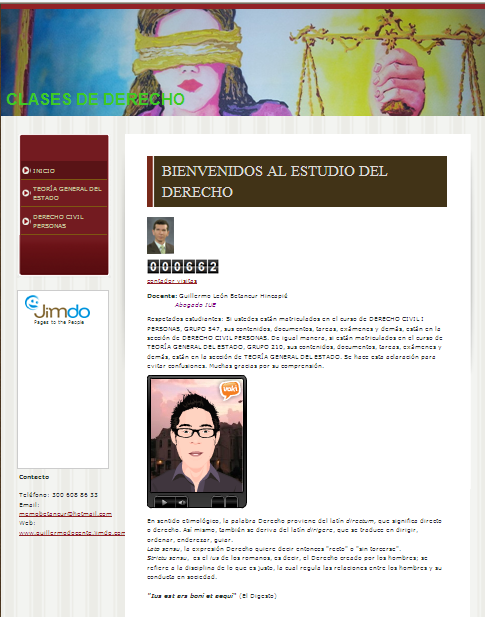 CLASES DE DERECHO
INICIO
TEORÍA GENERAL DEL
ESTADO
DERECHO CIVIL
PERSONAS
Jimdo
Pages to the People
Contacto
Teléfono: 300 608 86 33
Email:
memobetancur@hotmail.com
Web:
www.guillermodocente.jimdo.com
BIENVENIDOS AL ESTUDIO DEL
DERECHO
000662
contador visitas
Docente: Guillermo León Betancur Hincapié
Abogado IUE
Respetados estudiantes: Si ustedes están matriculados en el curso de DERECHO CIVIL I
PERSONAS, GRUPO 547, sus contenidos, documentos, tareas, exámenes y demás, están en la
sección de DERECHO CIVIL PERSONAS. De igual manera, si están matriculados en el curso de
TEORÍA GENERAL DEL ESTADO, GRUPO 210, sus contenidos, documentos, tareas, exámenes y
demás, están en la sección de TEORÍA GENERAL DEL ESTADO. Se hace esta aclaración para
evitar confusiones. Muchas gracias por su comprensión.
voki
En sentido etimológico, la palabra Derecho proviene del latín directum, que significa directo
o derecho. Así mismo, también se deriva del latín dirigere, que se traduce en dirigir,
ordenar, enderezar, guiar.
Lato sensu, la expresión Derecho quiere decir entonces "recto" o "sin torcerse".
Strictu sensu, es el ius de los romanos, es decir, el Derecho creado por los hombres; se
refiere a la disciplina de lo que es justo, la cual regula las relaciones entre los hombres y su
conducta en sociedad.
"Ius est ars boni et aequi" (El Digesto)